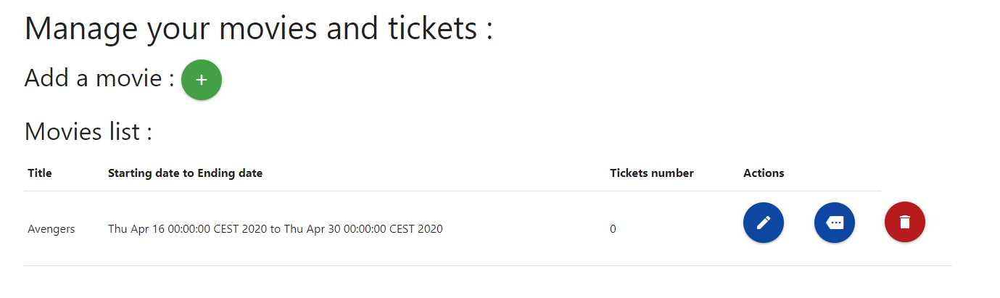 Manage your movies and tickets :
Add a movie : +
Movies list :
Title Starting date to Ending date Tickets number Actions
Avengers Thu Apr 16 00:00:00 CEST 2020 to Thu Apr 30 00:00:00 CEST 2020 0